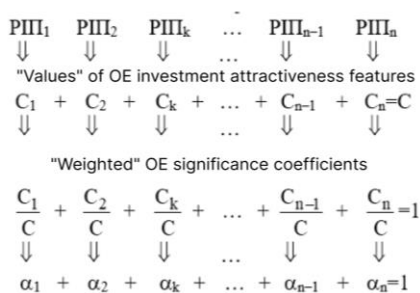 РІП₁ РІП₂ РІПₖ ... РІПₙ₋₁ РІПₙ
⇓ ⇓ ⇓ ... ⇓ ⇓
"Values" of OE investment attractiveness features
C₁ + C₂ + Cₖ + ... + Cₙ₋₁ + Cₙ=C
⇓ ⇓ ⇓ ... ⇓ ⇓
"Weighted" OE significance coefficients
C₁/C + C₂/C + Cₖ/C + ... + Cₙ₋₁/C + Cₙ/C =1
⇓ ⇓ ⇓ ... ⇓ ⇓
α₁ + α₂ + αₖ + ... + αₙ₋₁ + αₙ=1